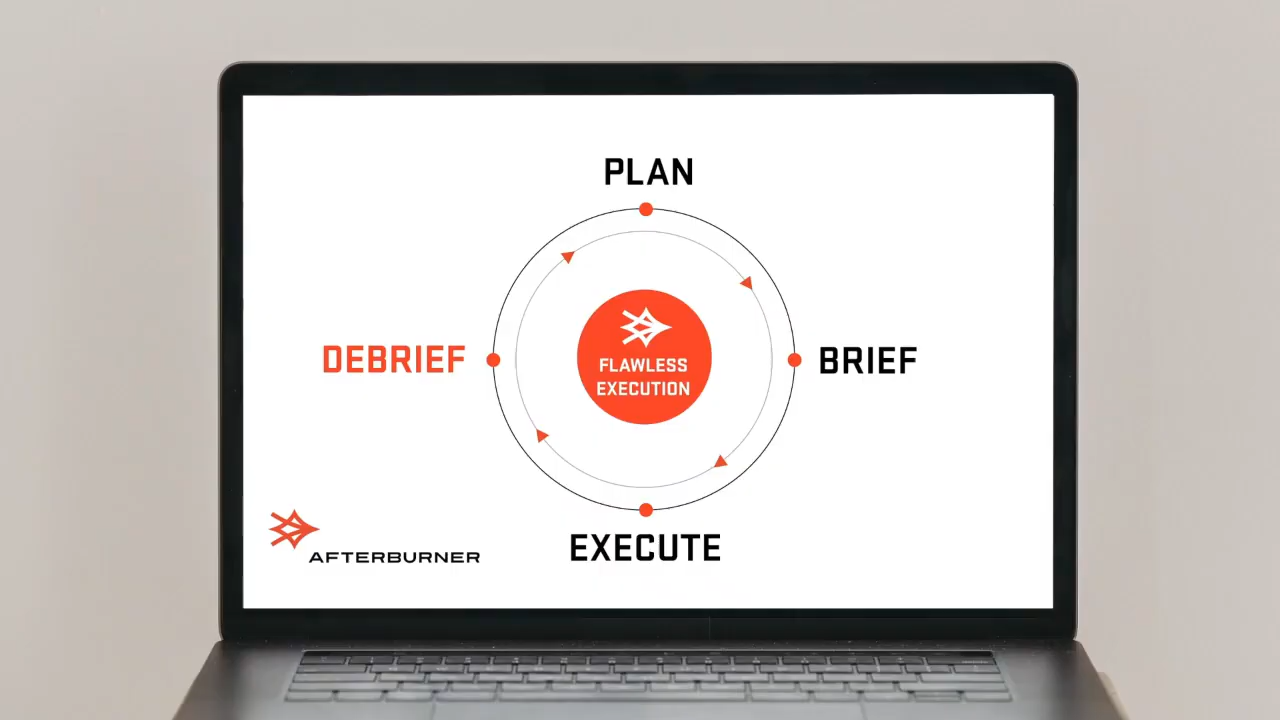 PLAN
DEBRIEF
FLAWLESS
EXECUTION
BRIEF
EXECUTE
AFTERBURNER